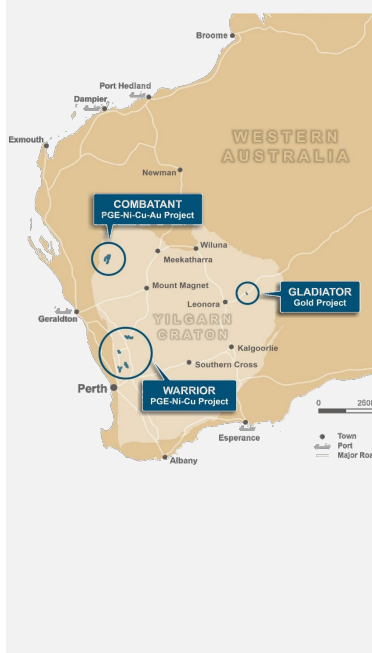 Broome
Port Hedland
Dampier
Exmouth
WESTERN
AUSTRALIA
Newman
COMBATANT
PGE-Ni-Cu-Au Project
Wiluna
Meekatharra
GLADIATOR
Gold Project
Mount Magnet
Leonora
Geraldton
YILGARN
CRATON
Kalgoorlie
Southern Cross
Perth
WARRIOR
PGE-Ni-Cu Project
Esperance
Albany
0 250
Town
Port
Major Roa